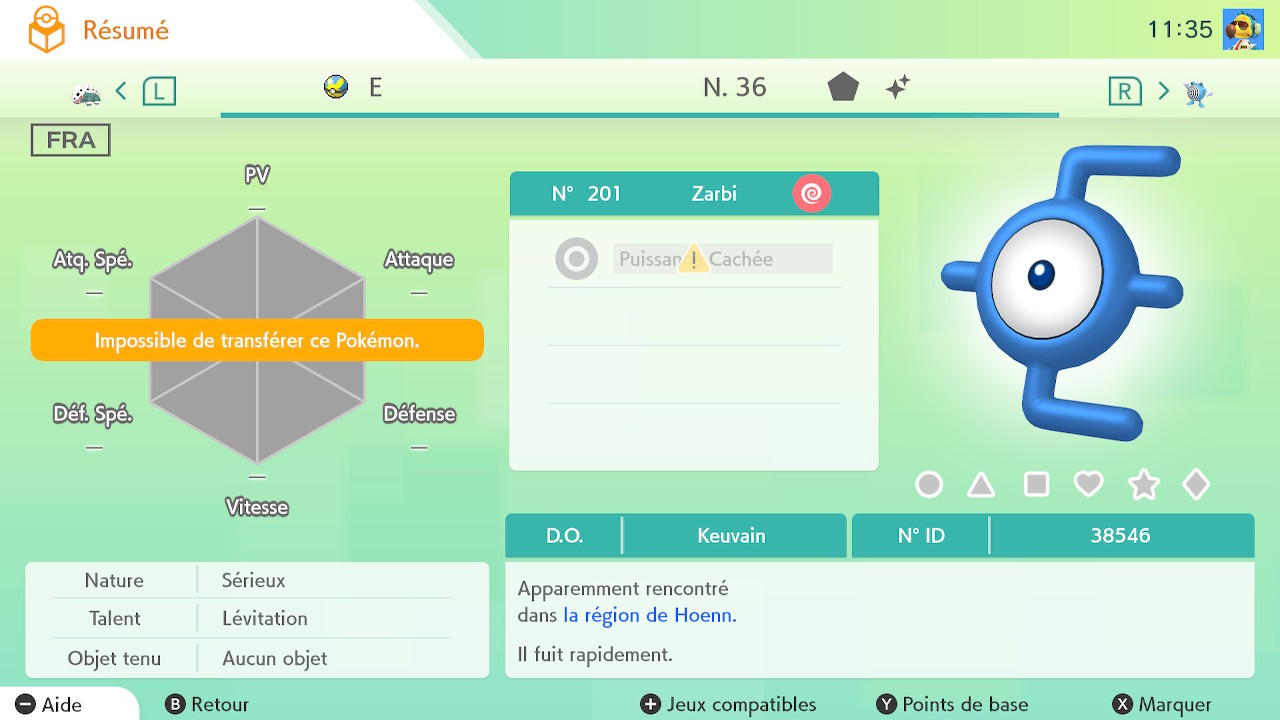 Résumé
11:35
L
E
N. 36
R
FRA
PV
Atq. Spé.
—
Attaque
—
Impossible de transférer ce Pokémon.
Déf. Spé.
—
Défense
—
—
Vitesse
N° 201 Zarbi
Puissan Cachée
D.O. Keuvain
N° ID 38546
Nature Sérieux
Talent Lévitation
Objet tenu Aucun objet
Apparemment rencontré
dans la région de Hoenn.
Il fuit rapidement.
Aide
B Retour
Jeux compatibles
Y Points de base
X Marquer